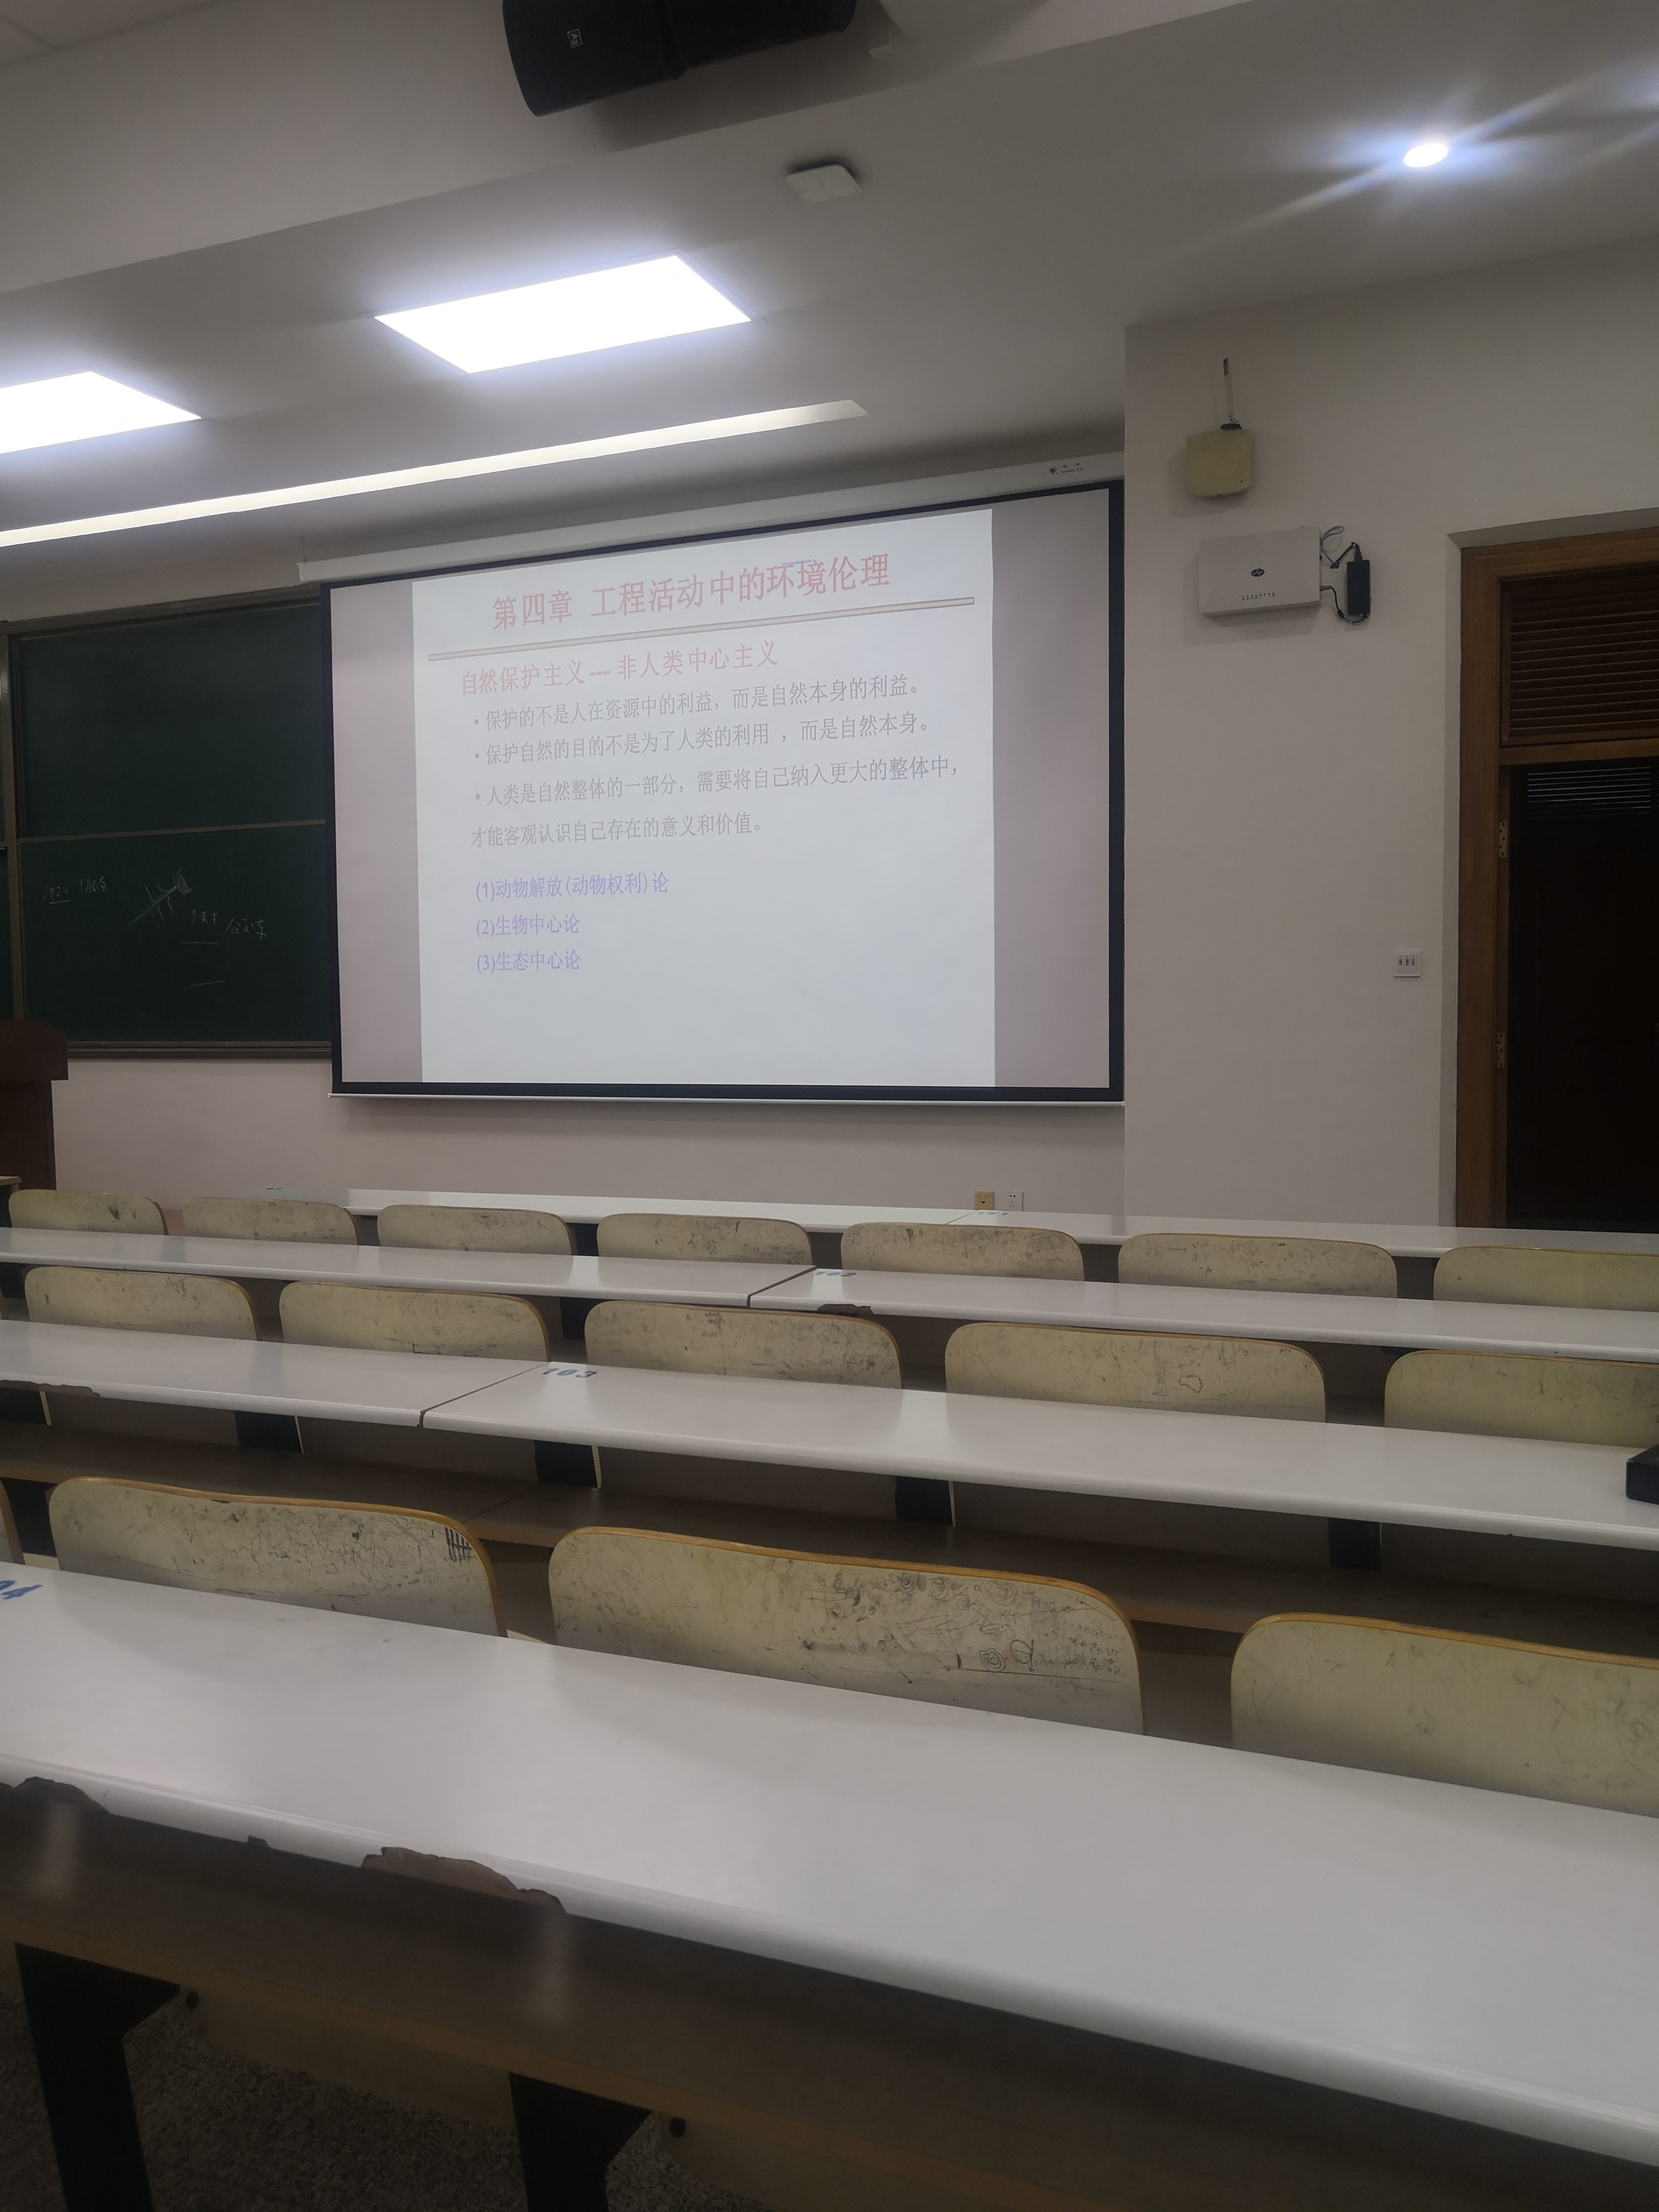 第四章 工程活动中的环境伦理
自然保护主义---非人类中心主义
•保护的不是人在资源中的利益，而是自然本身的利益。
•保护自然的目的不是为了人类的利用 ，而是自然本身。
•人类是自然整体的一部分，需要将自己纳入更大的整体中，
才能客观认识自己存在的意义和价值。
(1)动物解放(动物权利)论
(2)生物中心论
(3)生态中心论
公交车
103